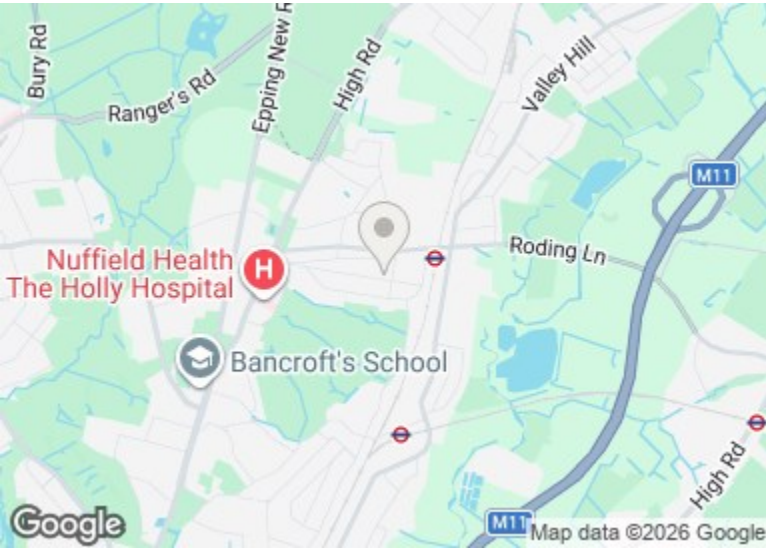 Bury Rd
Ranger's Rd
Epping New R
High Rd
Valley Hill
M11
Nuffield Health
The Holly Hospital
H
Roding Ln
Bancroft's School
High Rd
M11
Google
Map data ©2026 Google